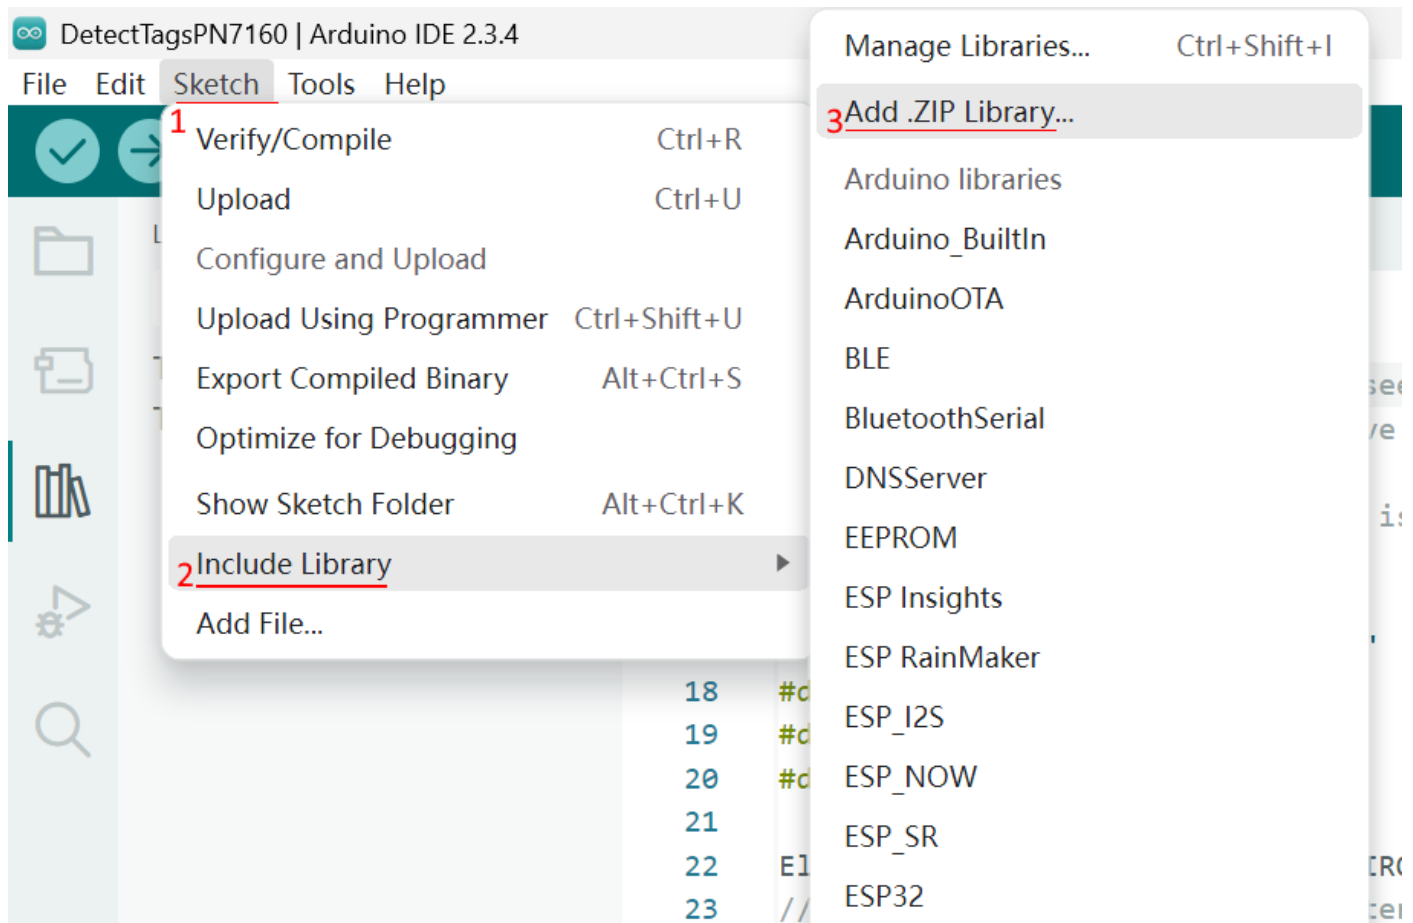 DetectTagsPN7160 | Arduino IDE 2.3.4
File Edit Sketch Tools Help
1
Verify/Compile Ctrl+R
Upload Ctrl+U
Configure and Upload
Upload Using Programmer Ctrl+Shift+U
Export Compiled Binary Alt+Ctrl+S
Optimize for Debugging
Show Sketch Folder Alt+Ctrl+K
2 Include Library
Add File...
Manage Libraries... Ctrl+Shift+I
3 Add .ZIP Library...
Arduino libraries
Arduino_BuiltIn
ArduinoOTA
BLE
BluetoothSerial
DNSServer
EEPROM
ESP Insights
ESP RainMaker
ESP_I2S
ESP_NOW
ESP_SR
ESP32
18 #d
19 #d
20 #d
21
22 El
23 //